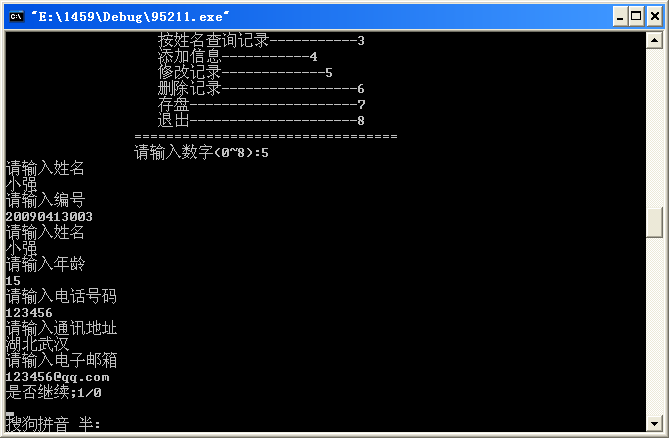 "E:\1459\Debug\95211.exe"
按姓名查询记录-----------3
添加信息-----------4
修改记录-------------5
删除记录-----------------6
存盘---------------------7
退出---------------------8
=================================
请输入数字(0~8):5
请输入姓名
小强
请输入编号
20090413003
请输入姓名
小强
请输入年龄
15
请输入电话号码
123456
请输入通讯地址
湖北武汉
请输入电子邮箱
123456@qq.com
是否继续;1/0
搜狗拼音 半: